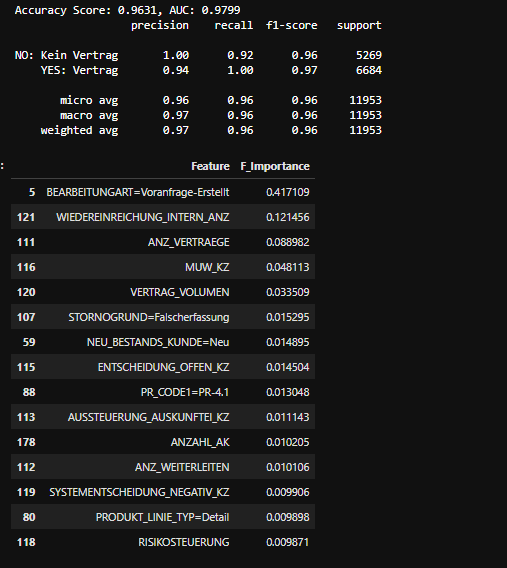 Accuracy Score: 0.9631, AUC: 0.9799
precision recall f1-score support
NO: Kein Vertrag 1.00 0.92 0.96 5269
YES: Vertrag 0.94 1.00 0.97 6684
micro avg 0.96 0.96 0.96 11953
macro avg 0.97 0.96 0.96 11953
weighted avg 0.97 0.96 0.96 11953
:
Feature F_Importance
5 BEARBEITUNGART=Voranfrage-Erstellt 0.417109
121 WIEDEREINREICHUNG_INTERN_ANZ 0.121456
111 ANZ_VERTRAEGE 0.088982
116 MUW_KZ 0.048113
120 VERTRAG_VOLUMEN 0.033509
107 STORNOGRUND=Falscherfassung 0.015295
59 NEU_BESTANDS_KUNDE=Neu 0.014895
115 ENTSCHEIDUNG_OFFEN_KZ 0.014504
88 PR_CODE1=PR-4.1 0.013048
113 AUSSTEUERUNG_AUSKUNFTEI_KZ 0.011143
178 ANZAHL_AK 0.010205
112 ANZ_WEITERLEITEN 0.010106
119 SYSTEMENTSCHEIDUNG_NEGATIV_KZ 0.009906
80 PRODUKT_LINIE_TYP=Detail 0.009898
118 RISIKOSTEUERUNG 0.009871